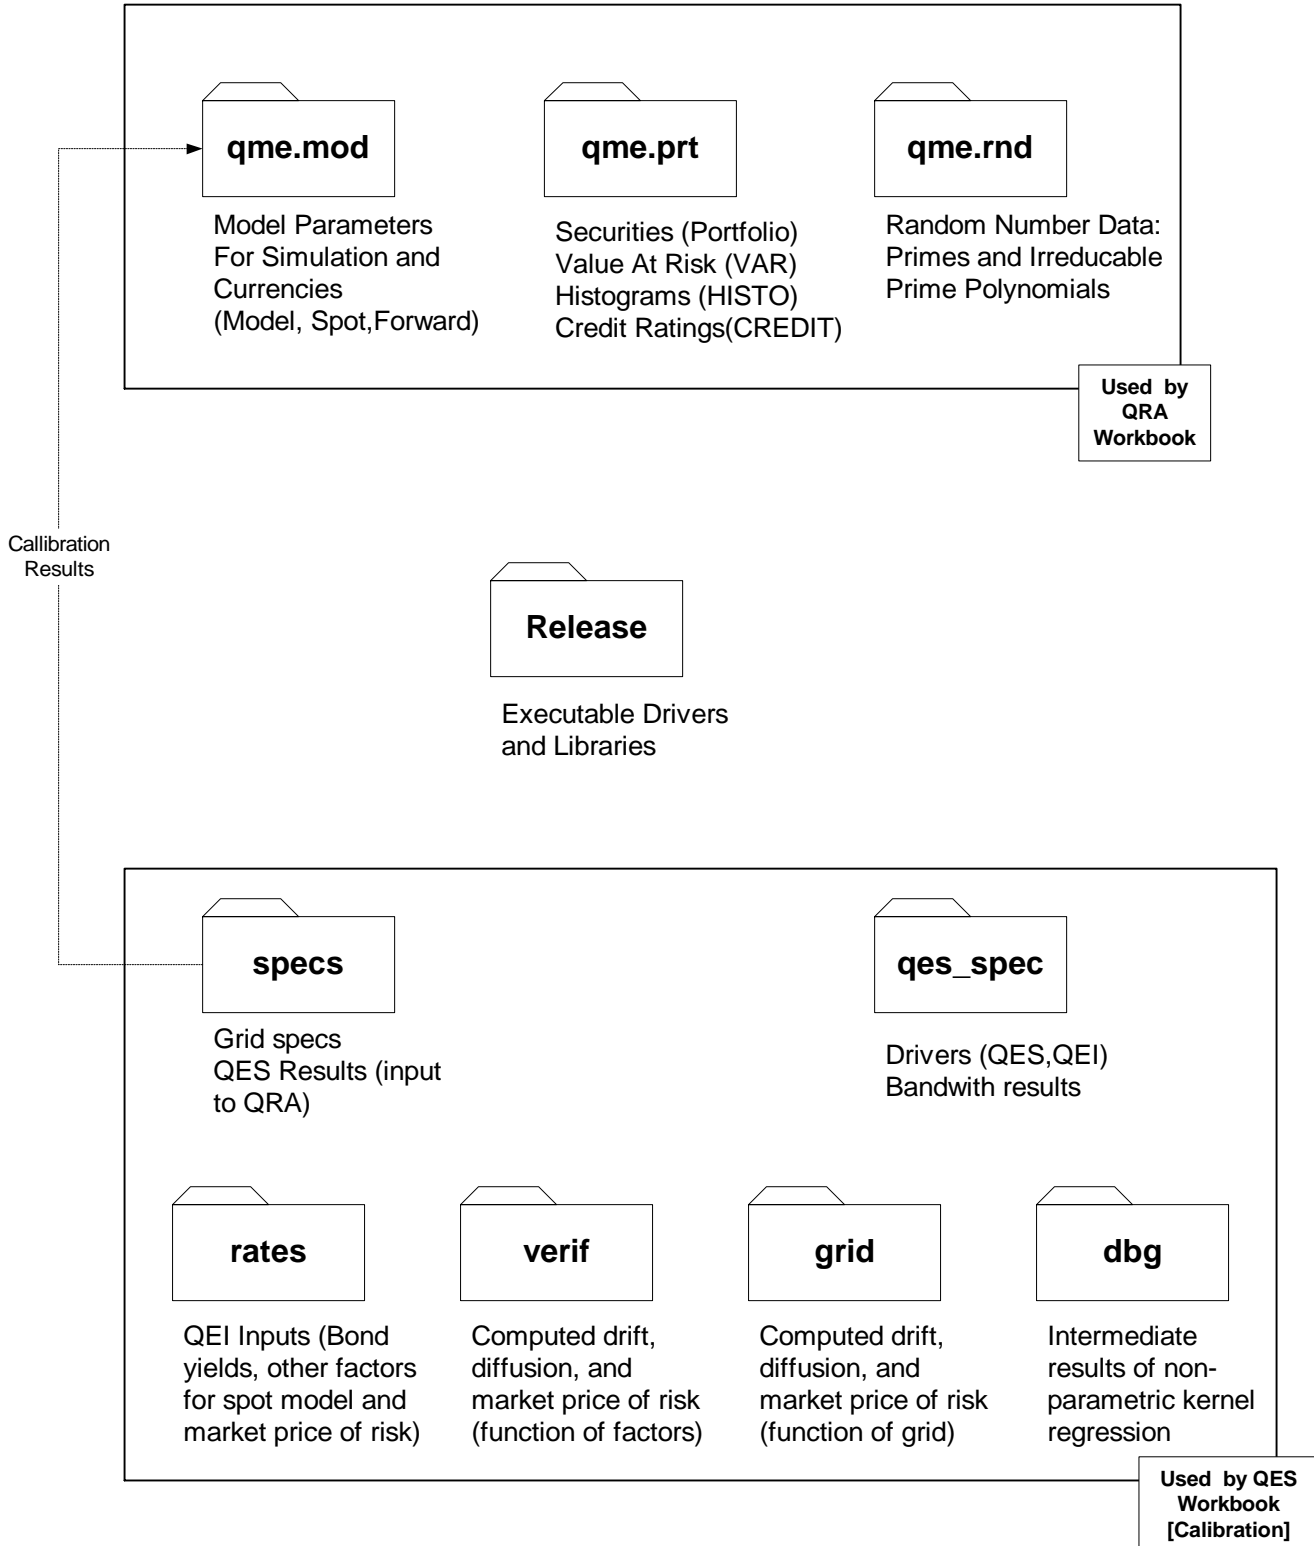 qme.mod
Model Parameters
For Simulation and
Currencies
(Model, Spot,Forward)
qme.prt
Securities (Portfolio)
Value At Risk (VAR)
Histograms (HISTO)
Credit Ratings(CREDIT)
qme.rnd
Random Number Data:
Primes and Irreducable
Prime Polynomials
Used by
QRA
Workbook
Callibration
Results
Release
Executable Drivers
and Libraries
specs
Grid specs
QES Results (input
to QRA)
qes_spec
Drivers (QES,QEI)
Bandwith results
rates
QEI Inputs (Bond
yields, other factors
for spot model and
market price of risk)
verif
Computed drift,
diffusion, and
market price of risk
(function of factors)
grid
Computed drift,
diffusion, and
market price of risk
(function of grid)
dbg
Intermediate
results of non-
parametric kernel
regression
Used by QES
Workbook
[Calibration]